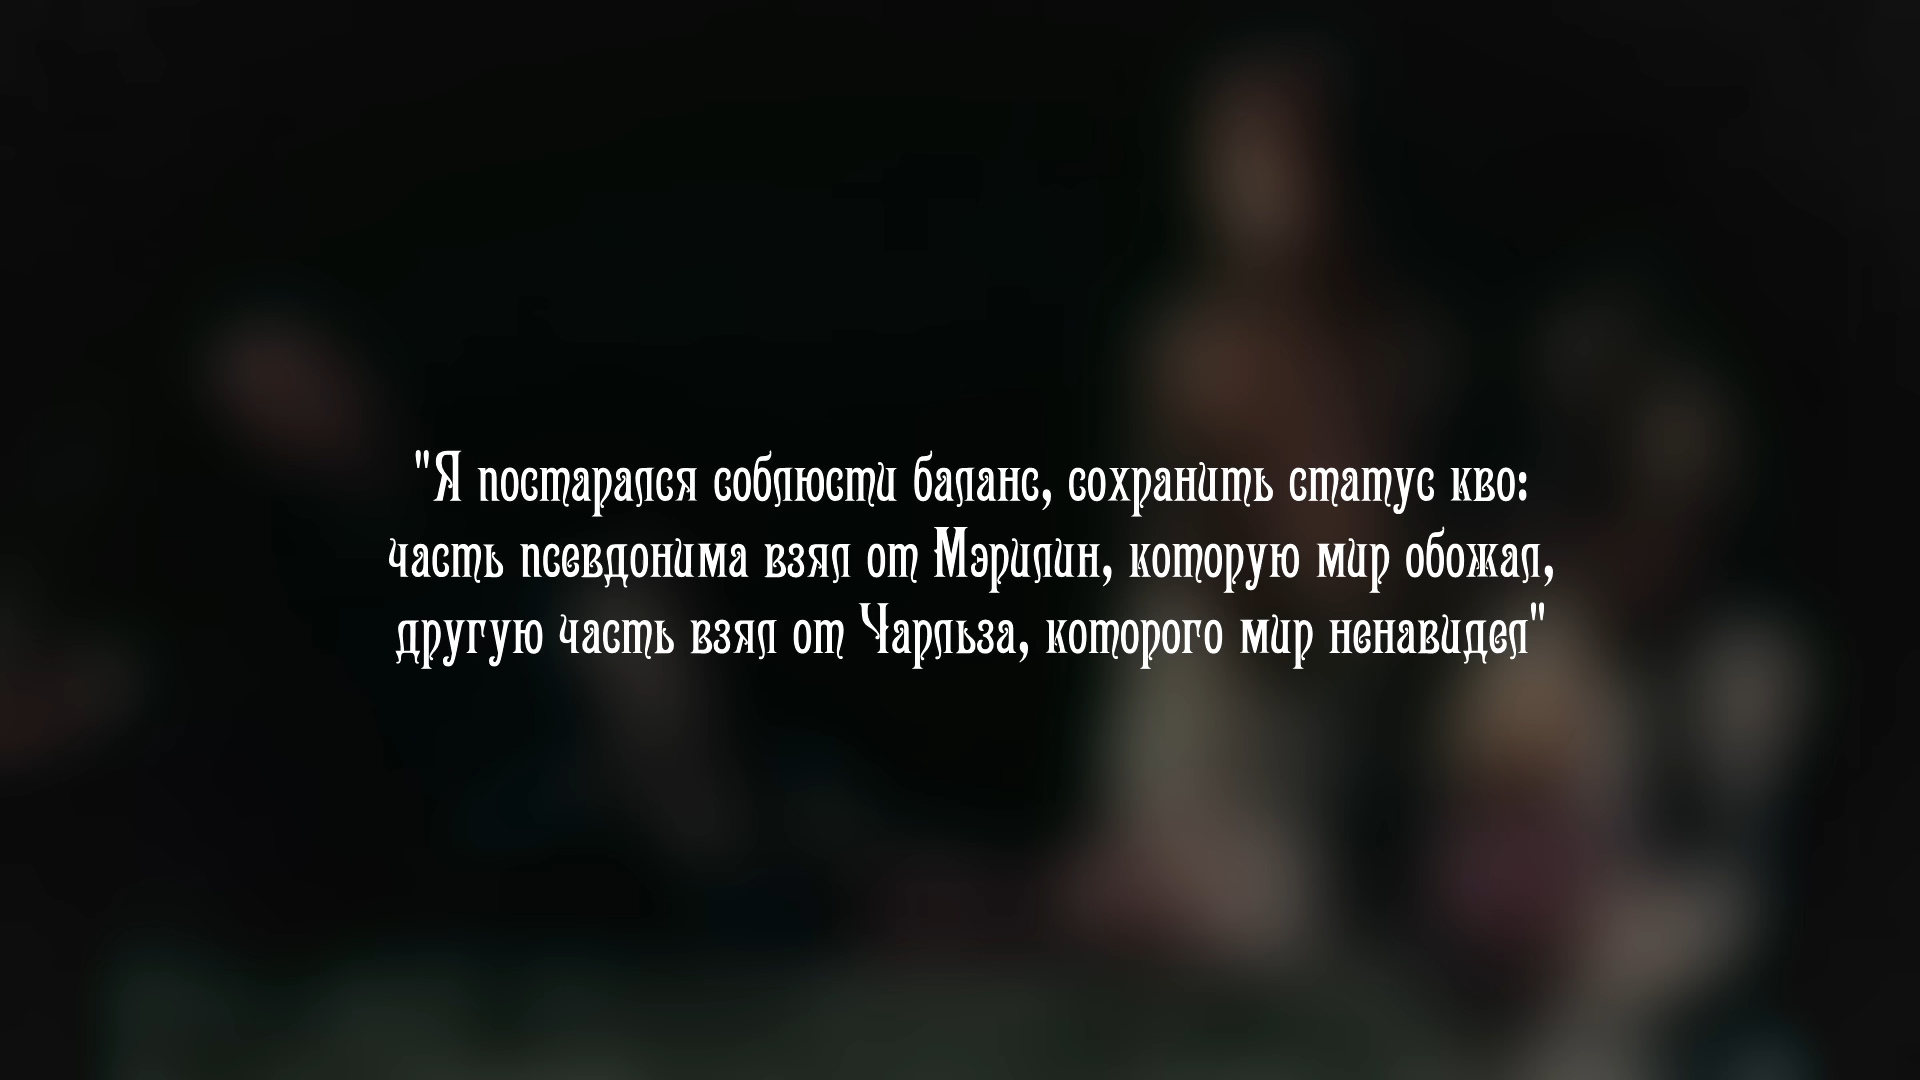 "Я постарался соблюсти баланс, сохранить статус кво:
часть псевдонима взял от Мэрилин, которую мир обожал,
другую часть взял от Чарльза, которого мир ненавидел"